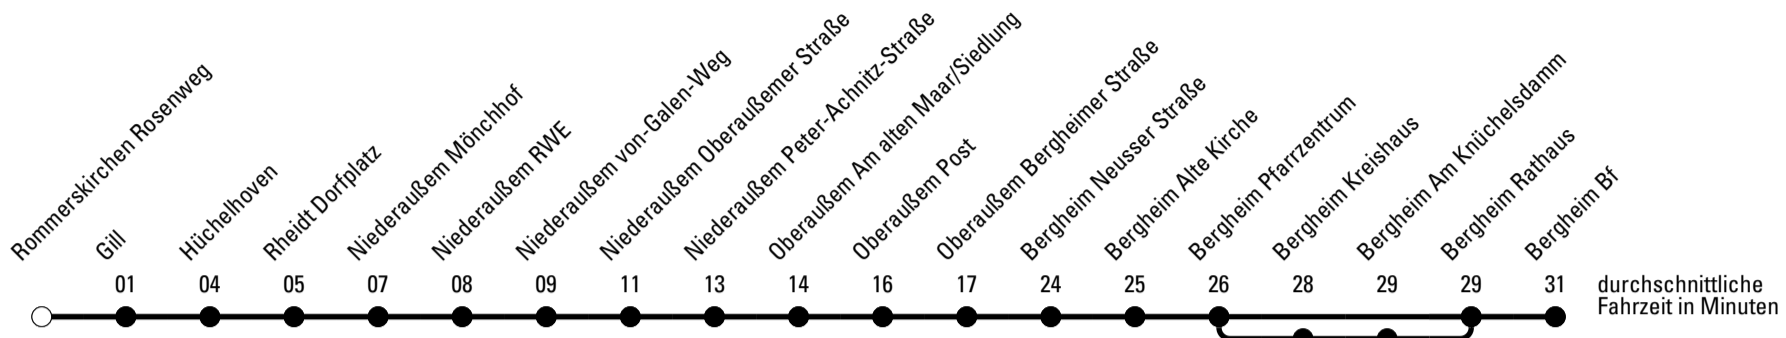 Rommerskirchen Rosenweg
Gill
Hüchelhoven
Rheidt Dorfplatz
Niederaußem Mönchhof
Niederaußem RWE
Niederaußem von-Galen-Weg
Niederaußem Oberaußemer Straße
Niederaußem Peter-Achnitz-Straße
Oberaußem Am alten Maar/Siedlung
Oberaußem Post
Oberaußem Bergheimer Straße
Bergheim Neusser Straße
Bergheim Alte Kirche
Bergheim Pfarrzentrum
Bergheim Kreishaus
Bergheim Am Knüchelsdamm
Bergheim Rathaus
Bergheim Bf
01 04 05 07 08 09 11 13 14 16 17 24 25 26 28 29 29 31
durchschnittliche
Fahrzeit in Minuten